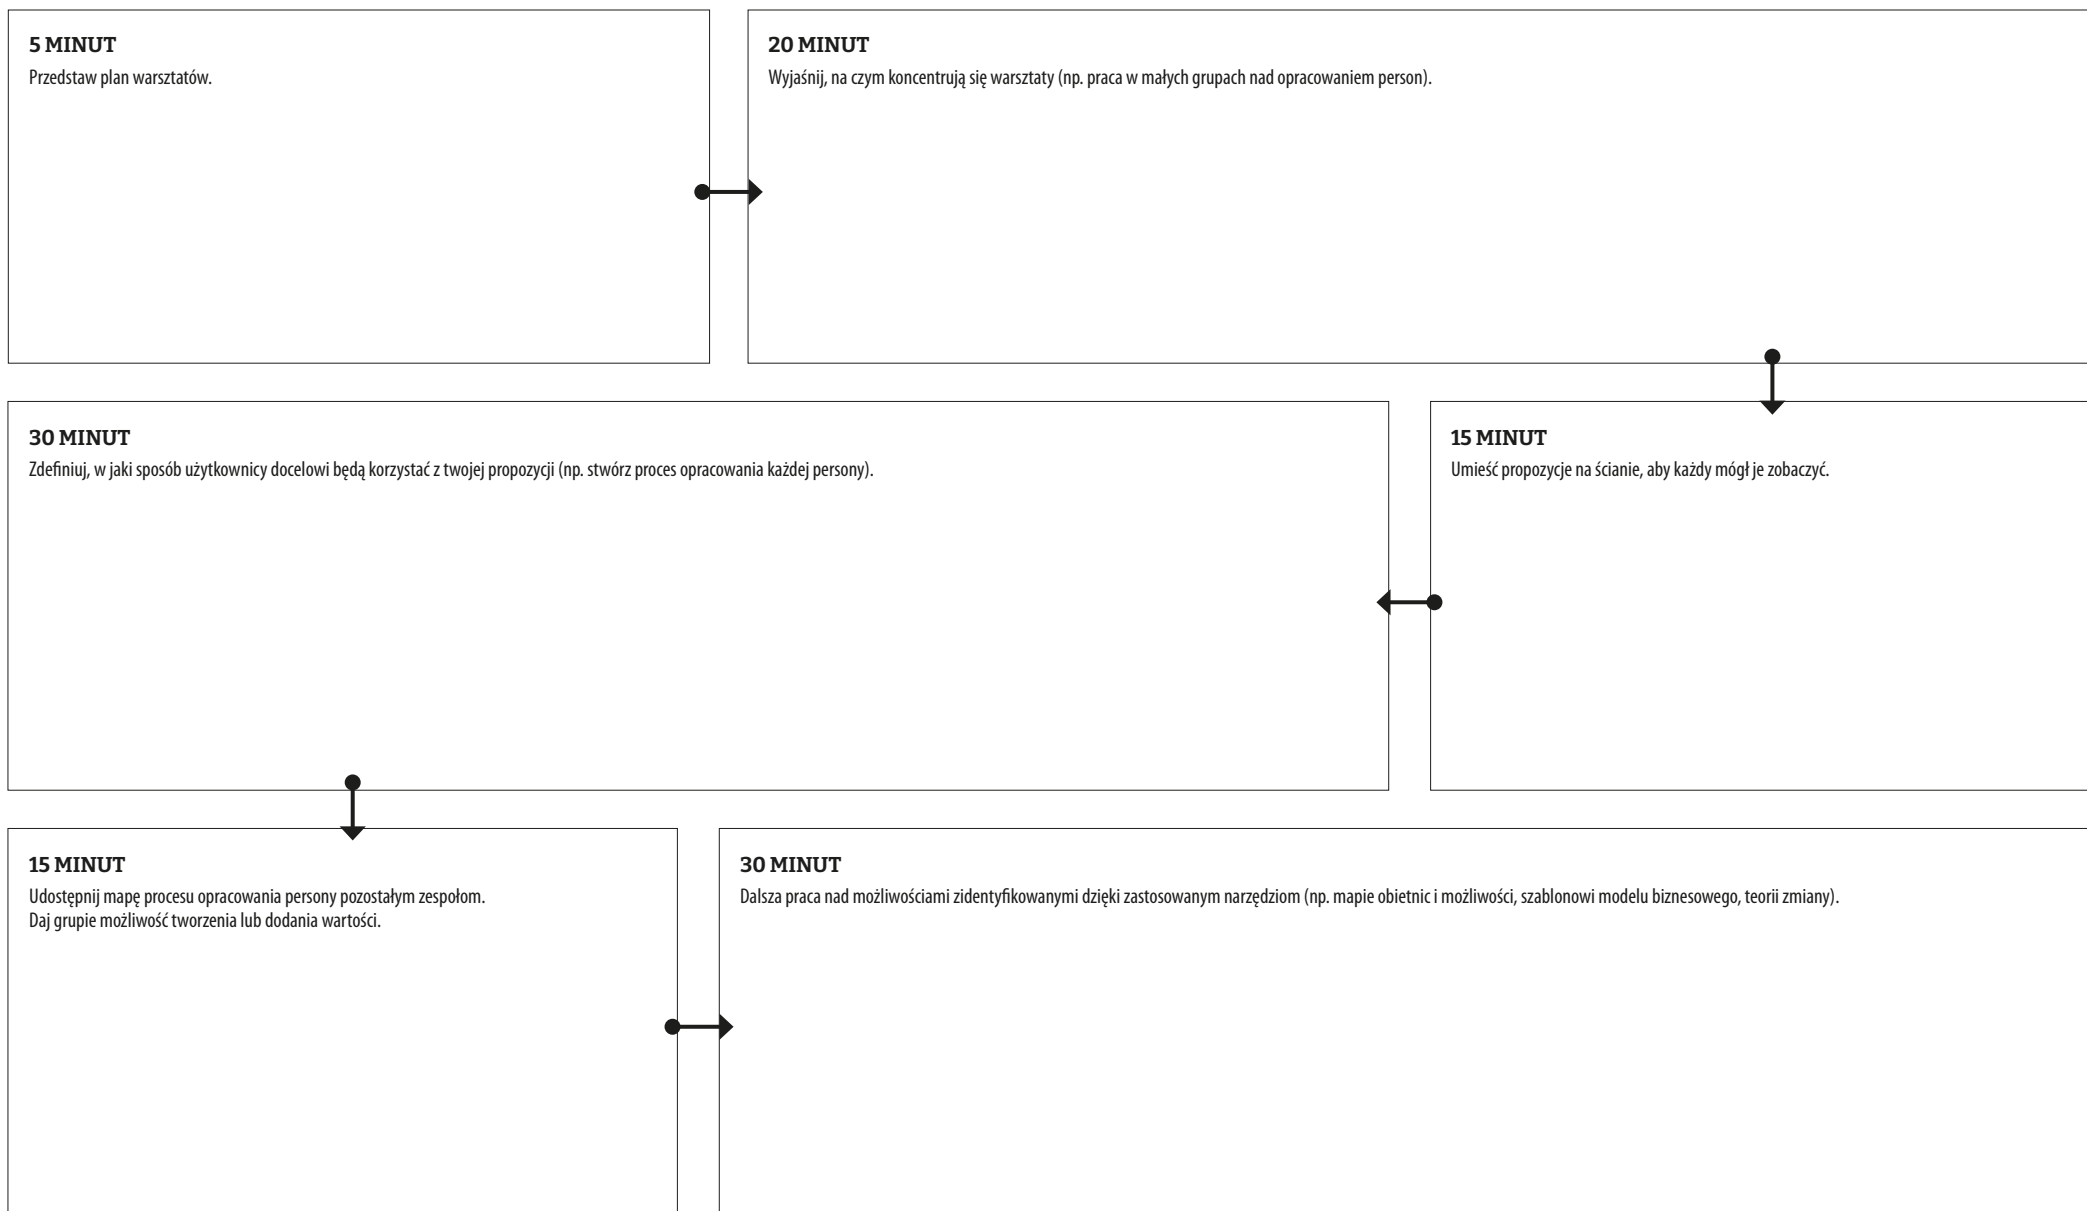 5 MINUT
Przedstaw plan warsztatów.
20 MINUT
Wyjaśnij, na czym koncentrują się warsztaty (np. praca w małych grupach nad opracowaniem person).
15 MINUT
Umieść propozycje na ścianie, aby każdy mógł je zobaczyć.
30 MINUT
Zdefiniuj, w jaki sposób użytkownicy docelowi będą korzystać z twojej propozycji (np. stwórz proces opracowania każdej persony).
15 MINUT
Udostępnij mapę procesu opracowania persony pozostałym zespołom.
Daj grupie możliwość tworzenia lub dodania wartości.
30 MINUT
Dalsza praca nad możliwościami zidentyfikowanymi dzięki zastosowanym narzędziom (np. mapie obietnic i możliwości, szablonowi modelu biznesowego, teorii zmiany).